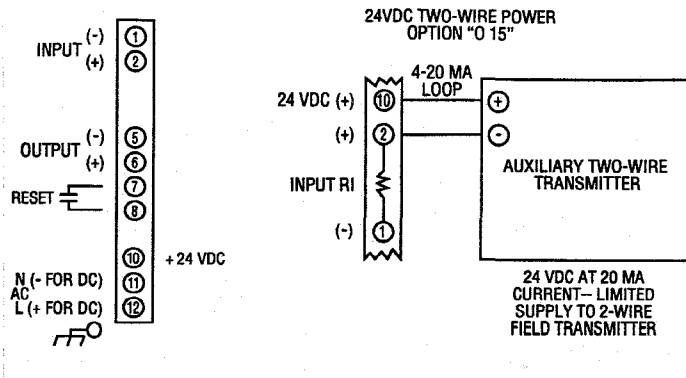 INPUT
(-)
(+)
1
2
OUTPUT
(-)
(+)
5
6
RESET
7
8
10
+ 24 VDC
N (- FOR DC)
AC
L (+ FOR DC)
11
12
24VDC TWO-WIRE POWER
OPTION "O 15"
4-20 MA
LOOP
24 VDC (+)
10
+
(+)
2
-
INPUT RI
(-)
1
AUXILIARY TWO-WIRE
TRANSMITTER
24 VDC AT 20 MA
CURRENT– LIMITED
SUPPLY TO 2-WIRE
FIELD TRANSMITTER